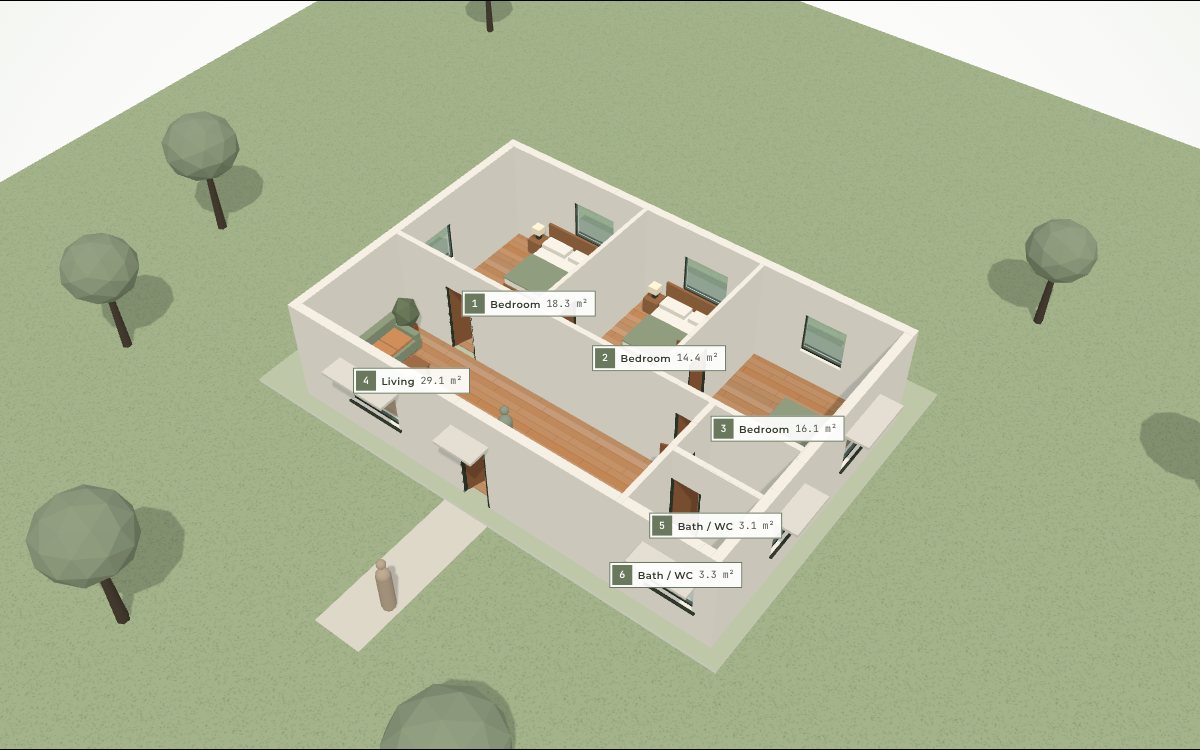 1 Bedroom 18.3 m²
2 Bedroom 14.4 m²
4 Living 29.1 m²
3 Bedroom 16.1 m²
5 Bath / WC 3.1 m²
6 Bath / WC 3.3 m²